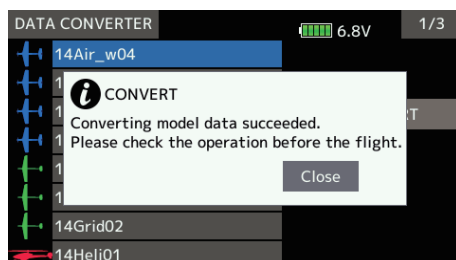 DATA CONVERTER
6.8V
1/3
14Air_w04
CONVERT
Converting model data succeeded.
Please check the operation before the flight.
Close
14Grid02
14Heli01